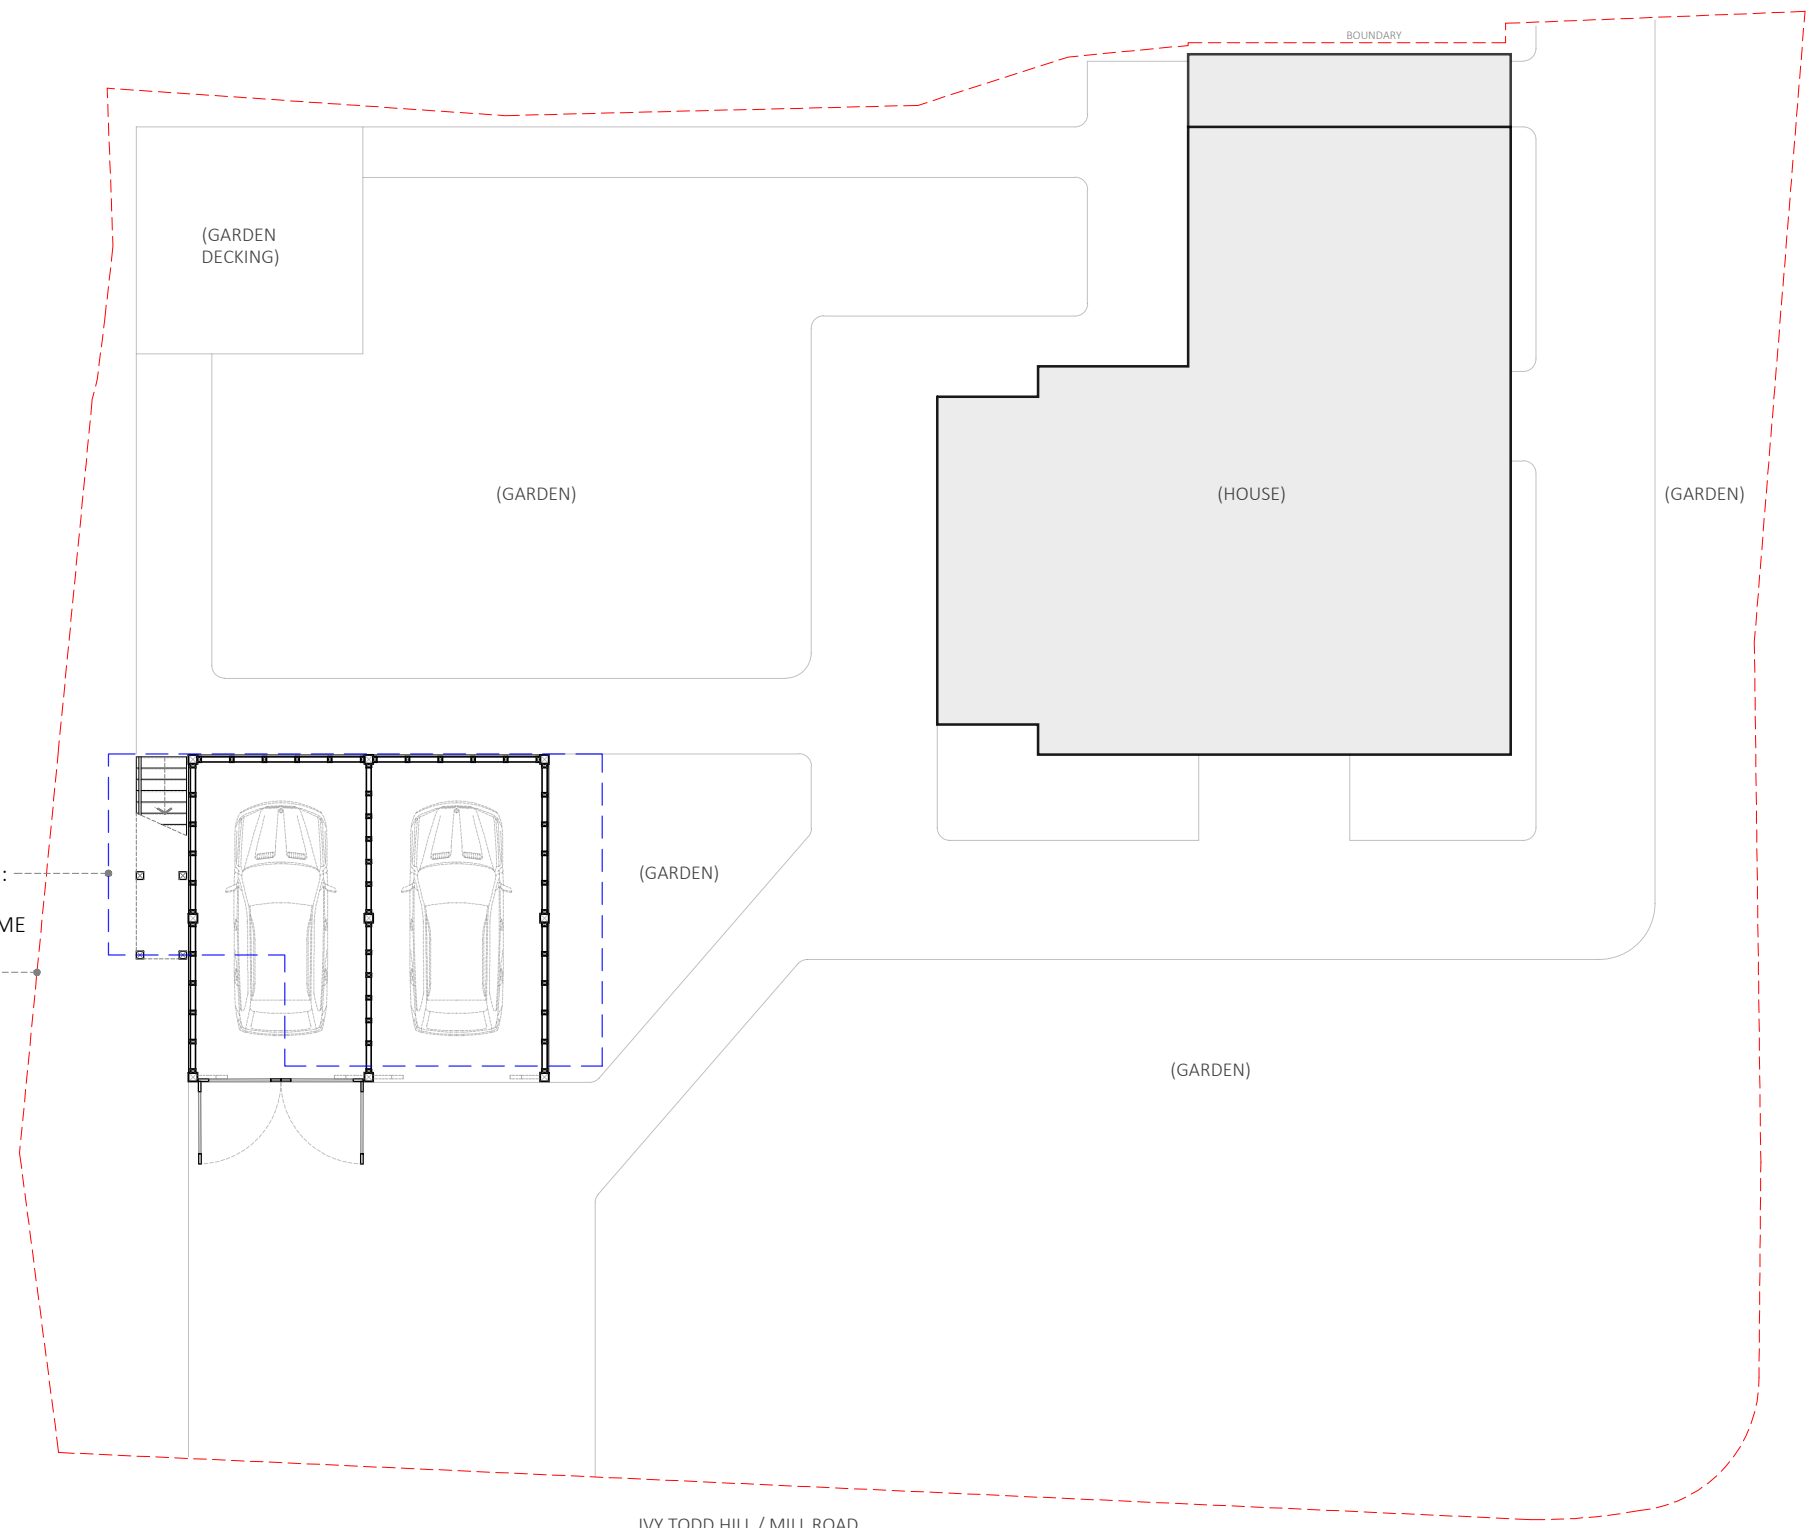 BOUNDARY
(GARDEN
DECKING)
(GARDEN)
(HOUSE)
(GARDEN)
:
(GARDEN)
ME
(GARDEN)
IVY TODD HILL / MILL ROAD